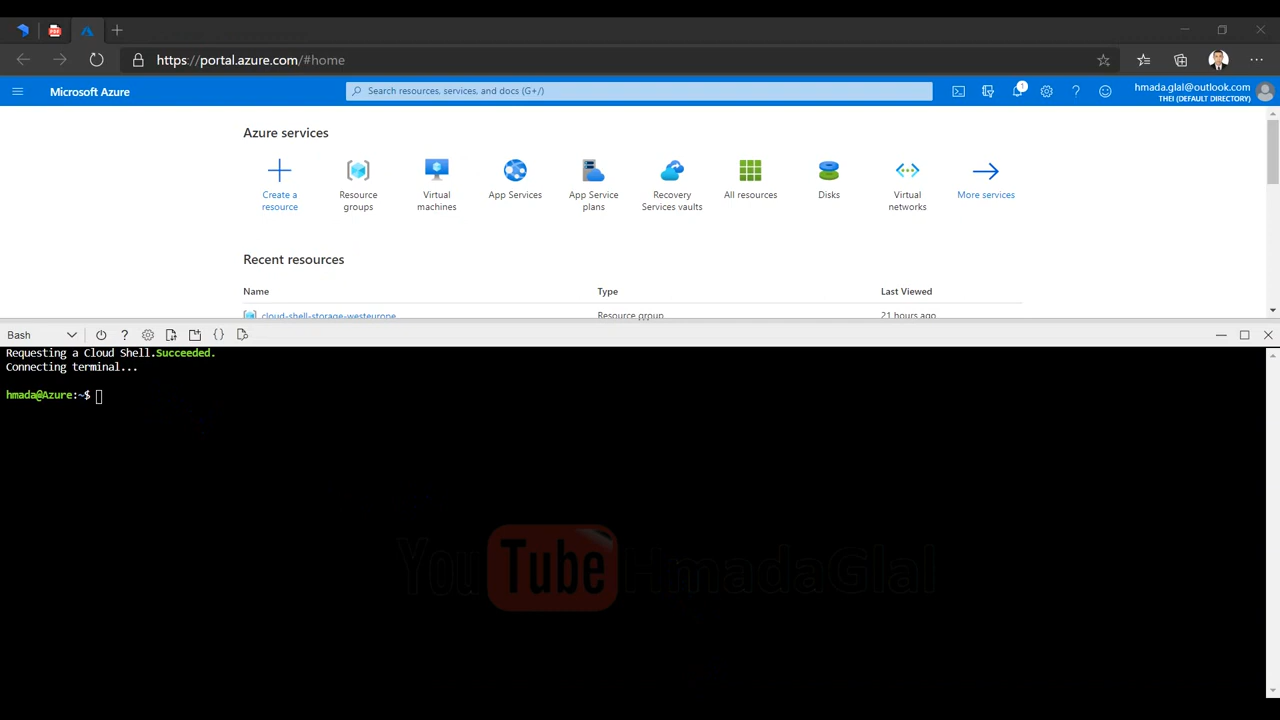 PDF
https://portal.azure.com/#home
Microsoft Azure
Search resources, services, and docs (G+/)
1
hmada.glal@outlook.com
THEI (DEFAULT DIRECTORY)
Azure services
Create a
resource
Resource
groups
Virtual
machines
App Services
App Service
plans
Recovery
Services vaults
All resources
Disks
Virtual
networks
More services
Recent resources
Name Type Last Viewed
cloud-shell-storage-westeurope Resource group 21 hours ago
Bash
Requesting a Cloud Shell.Succeeded.
Connecting terminal...
hmada@Azure:~$
YouTube HmadaGlal